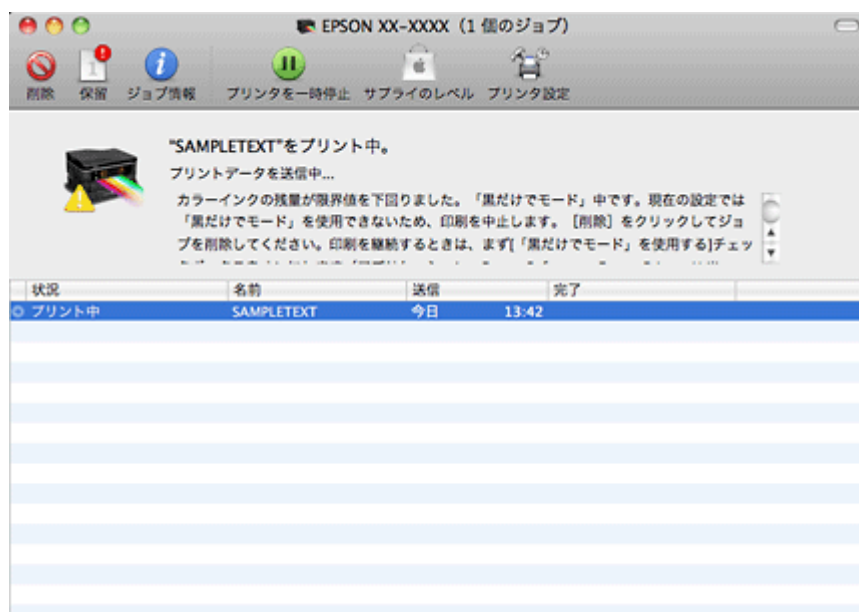 EPSON XX-XXXX（1 個のジョブ）
削除 保留 ジョブ情報 プリンタを一時停止 サプライのレベル プリンタ設定
"SAMPLETEXT"をプリント中。
プリントデータを送信中...
カラーインクの残量が限界値を下回りました。「黒だけでモード」中です。現在の設定では
「黒だけでモード」を使用できないため、印刷を中止します。［削除］をクリックしてジョ
ブを削除してください。印刷を継続するときは、まず[「黒だけでモード」を使用する]チェッ
状況 名前 送信 完了
プリント中 SAMPLETEXT 今日 13:42